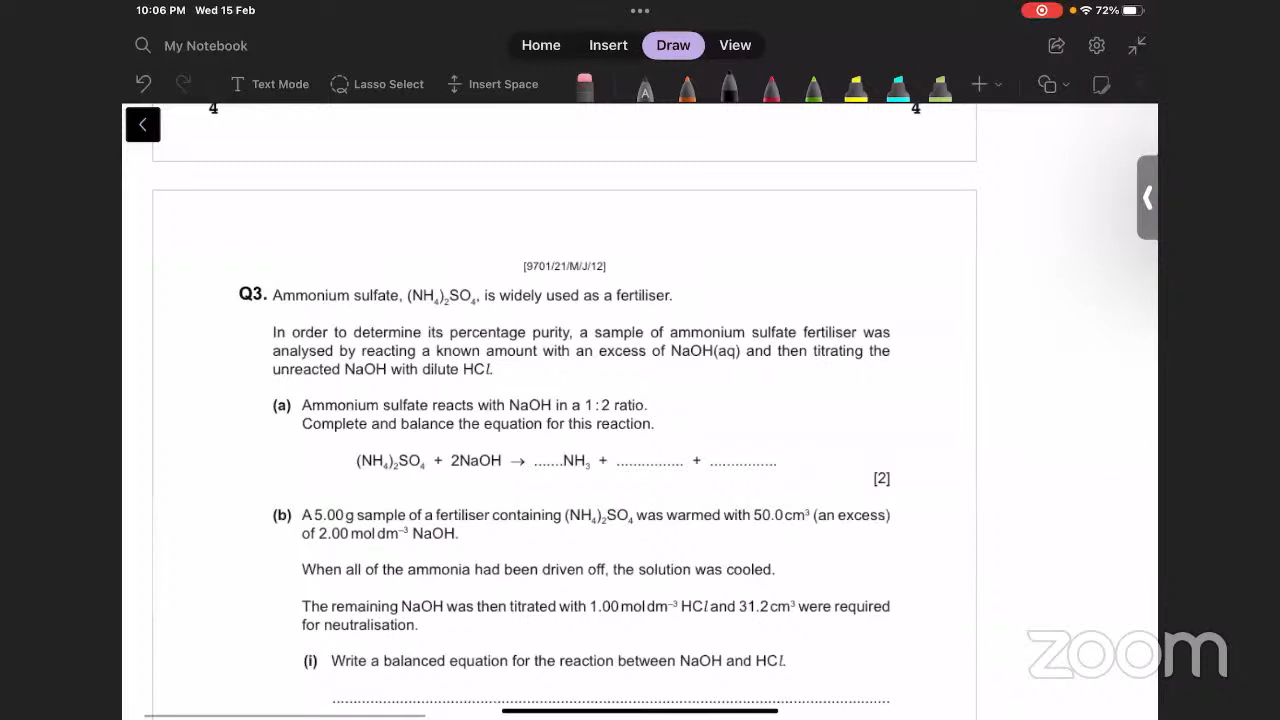 10:06 PM Wed 15 Feb
72%
My Notebook
Home Insert Draw View
Text Mode Lasso Select Insert Space
A
4 4
[9701/21/M/J/12]
Q3. Ammonium sulfate, (NH₄)₂SO₄, is widely used as a fertiliser.
In order to determine its percentage purity, a sample of ammonium sulfate fertiliser was
analysed by reacting a known amount with an excess of NaOH(aq) and then titrating the
unreacted NaOH with dilute HCl.
(a) Ammonium sulfate reacts with NaOH in a 1:2 ratio.
Complete and balance the equation for this reaction.
(NH₄)₂SO₄ + 2NaOH → .......NH₃ + ................ + ................
[2]
(b) A 5.00 g sample of a fertiliser containing (NH₄)₂SO₄ was warmed with 50.0 cm³ (an excess)
of 2.00 mol dm⁻³ NaOH.
When all of the ammonia had been driven off, the solution was cooled.
The remaining NaOH was then titrated with 1.00 mol dm⁻³ HCl and 31.2 cm³ were required
for neutralisation.
(i) Write a balanced equation for the reaction between NaOH and HCl.
zoom